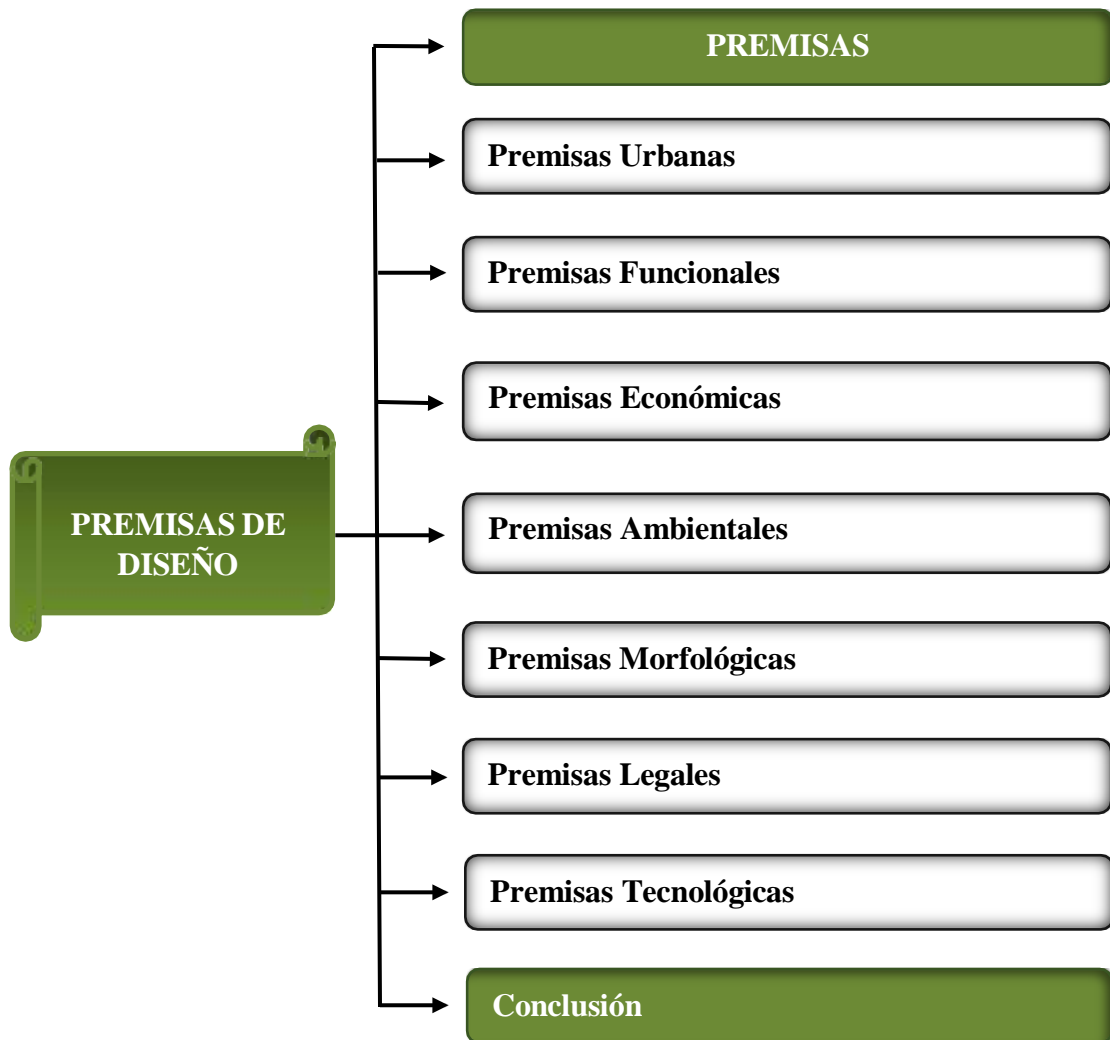 PREMISAS
Premisas Urbanas
Premisas Funcionales
Premisas Económicas
PREMISAS DE
DISEÑO
Premisas Ambientales
Premisas Morfológicas
Premisas Legales
Premisas Tecnológicas
Conclusión